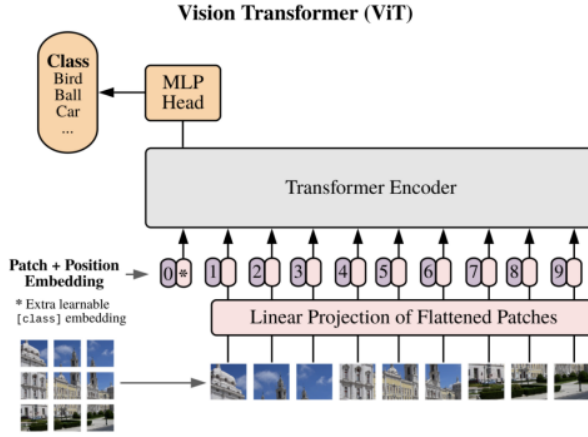 Vision Transformer (ViT)
Class
Bird
Ball
Car
...
MLP
Head
Transformer Encoder
Patch + Position
Embedding
0 * 1 2 3 4 5 6 7 8 9
* Extra learnable
[class] embedding
Linear Projection of Flattened Patches